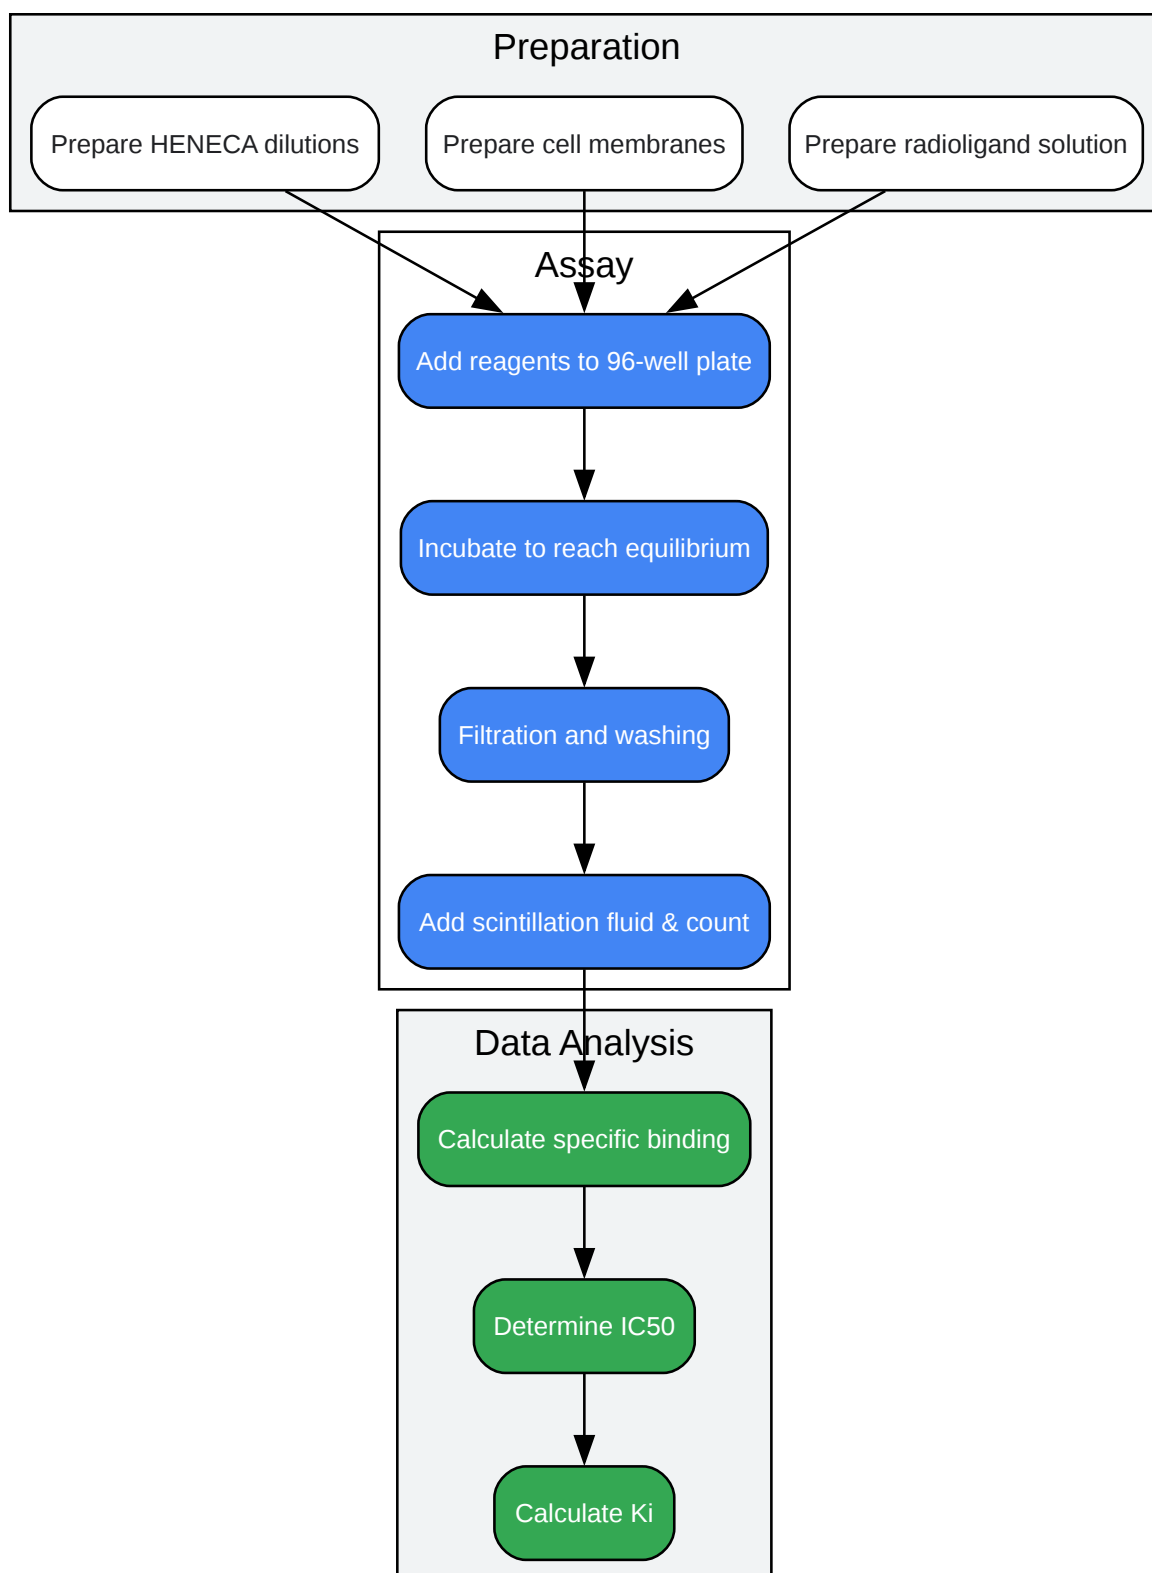 Preparation
Prepare HENECA dilutions
Prepare cell membranes
Prepare radioligand solution
Assay
Add reagents to 96-well plate
Incubate to reach equilibrium
Filtration and washing
Add scintillation fluid & count
Data Analysis
Calculate specific binding
Determine IC50
Calculate Ki